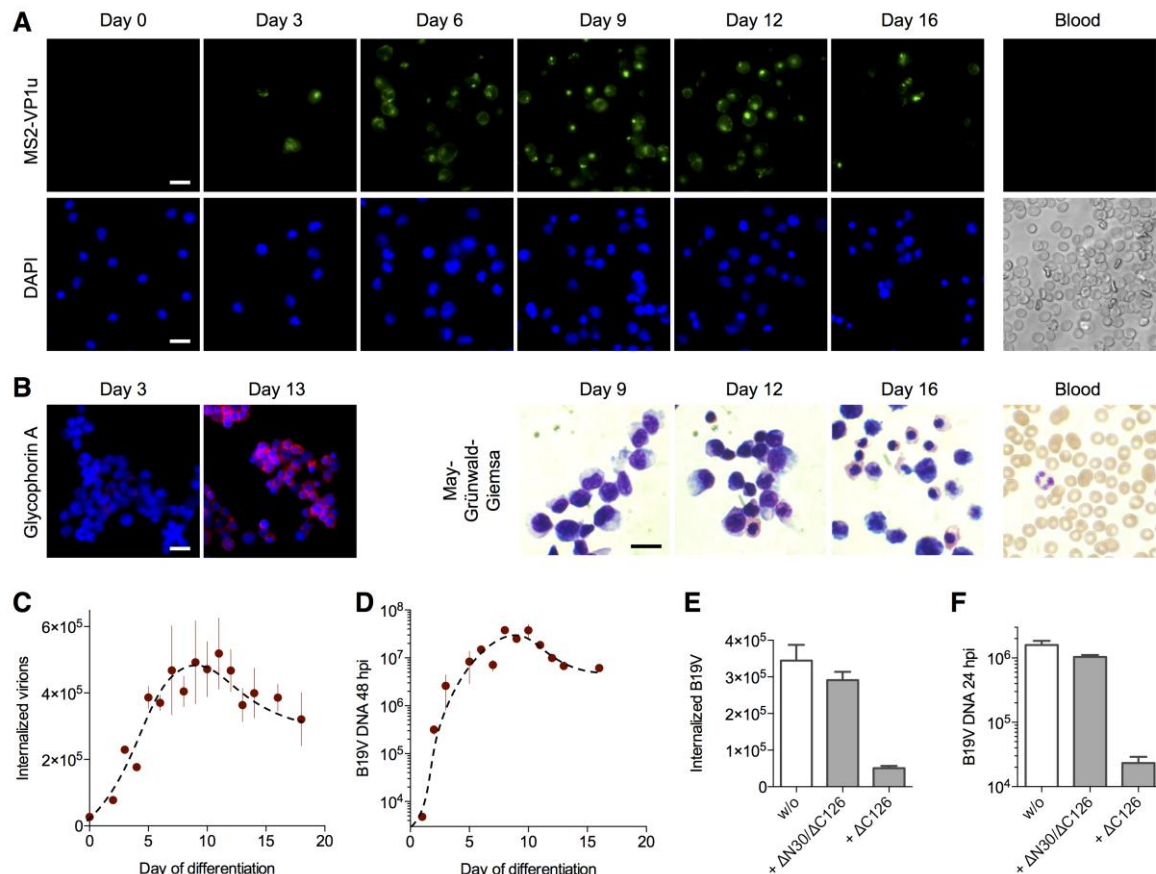 A
Day 0 Day 3 Day 6 Day 9 Day 12 Day 16 Blood
MS2-VP1u
DAPI
B
Day 3 Day 13 Day 9 Day 12 Day 16 Blood
Glycophorin A
May-
Grünwald-
Giemsa
C
Internalized virions
6×10⁵
4×10⁵
2×10⁵
0
0 5 10 15 20
Day of differentiation
D
B19V DNA 48 hpi
10⁸
10⁷
10⁶
10⁵
10⁴
0 5 10 15 20
Day of differentiation
E
Internalized B19V
4×10⁵
3×10⁵
2×10⁵
1×10⁵
0
w/o
+ ΔN30/ΔC126
+ ΔC126
F
B19V DNA 24 hpi
10⁶
10⁵
10⁴
w/o
+ ΔN30/ΔC126
+ ΔC126